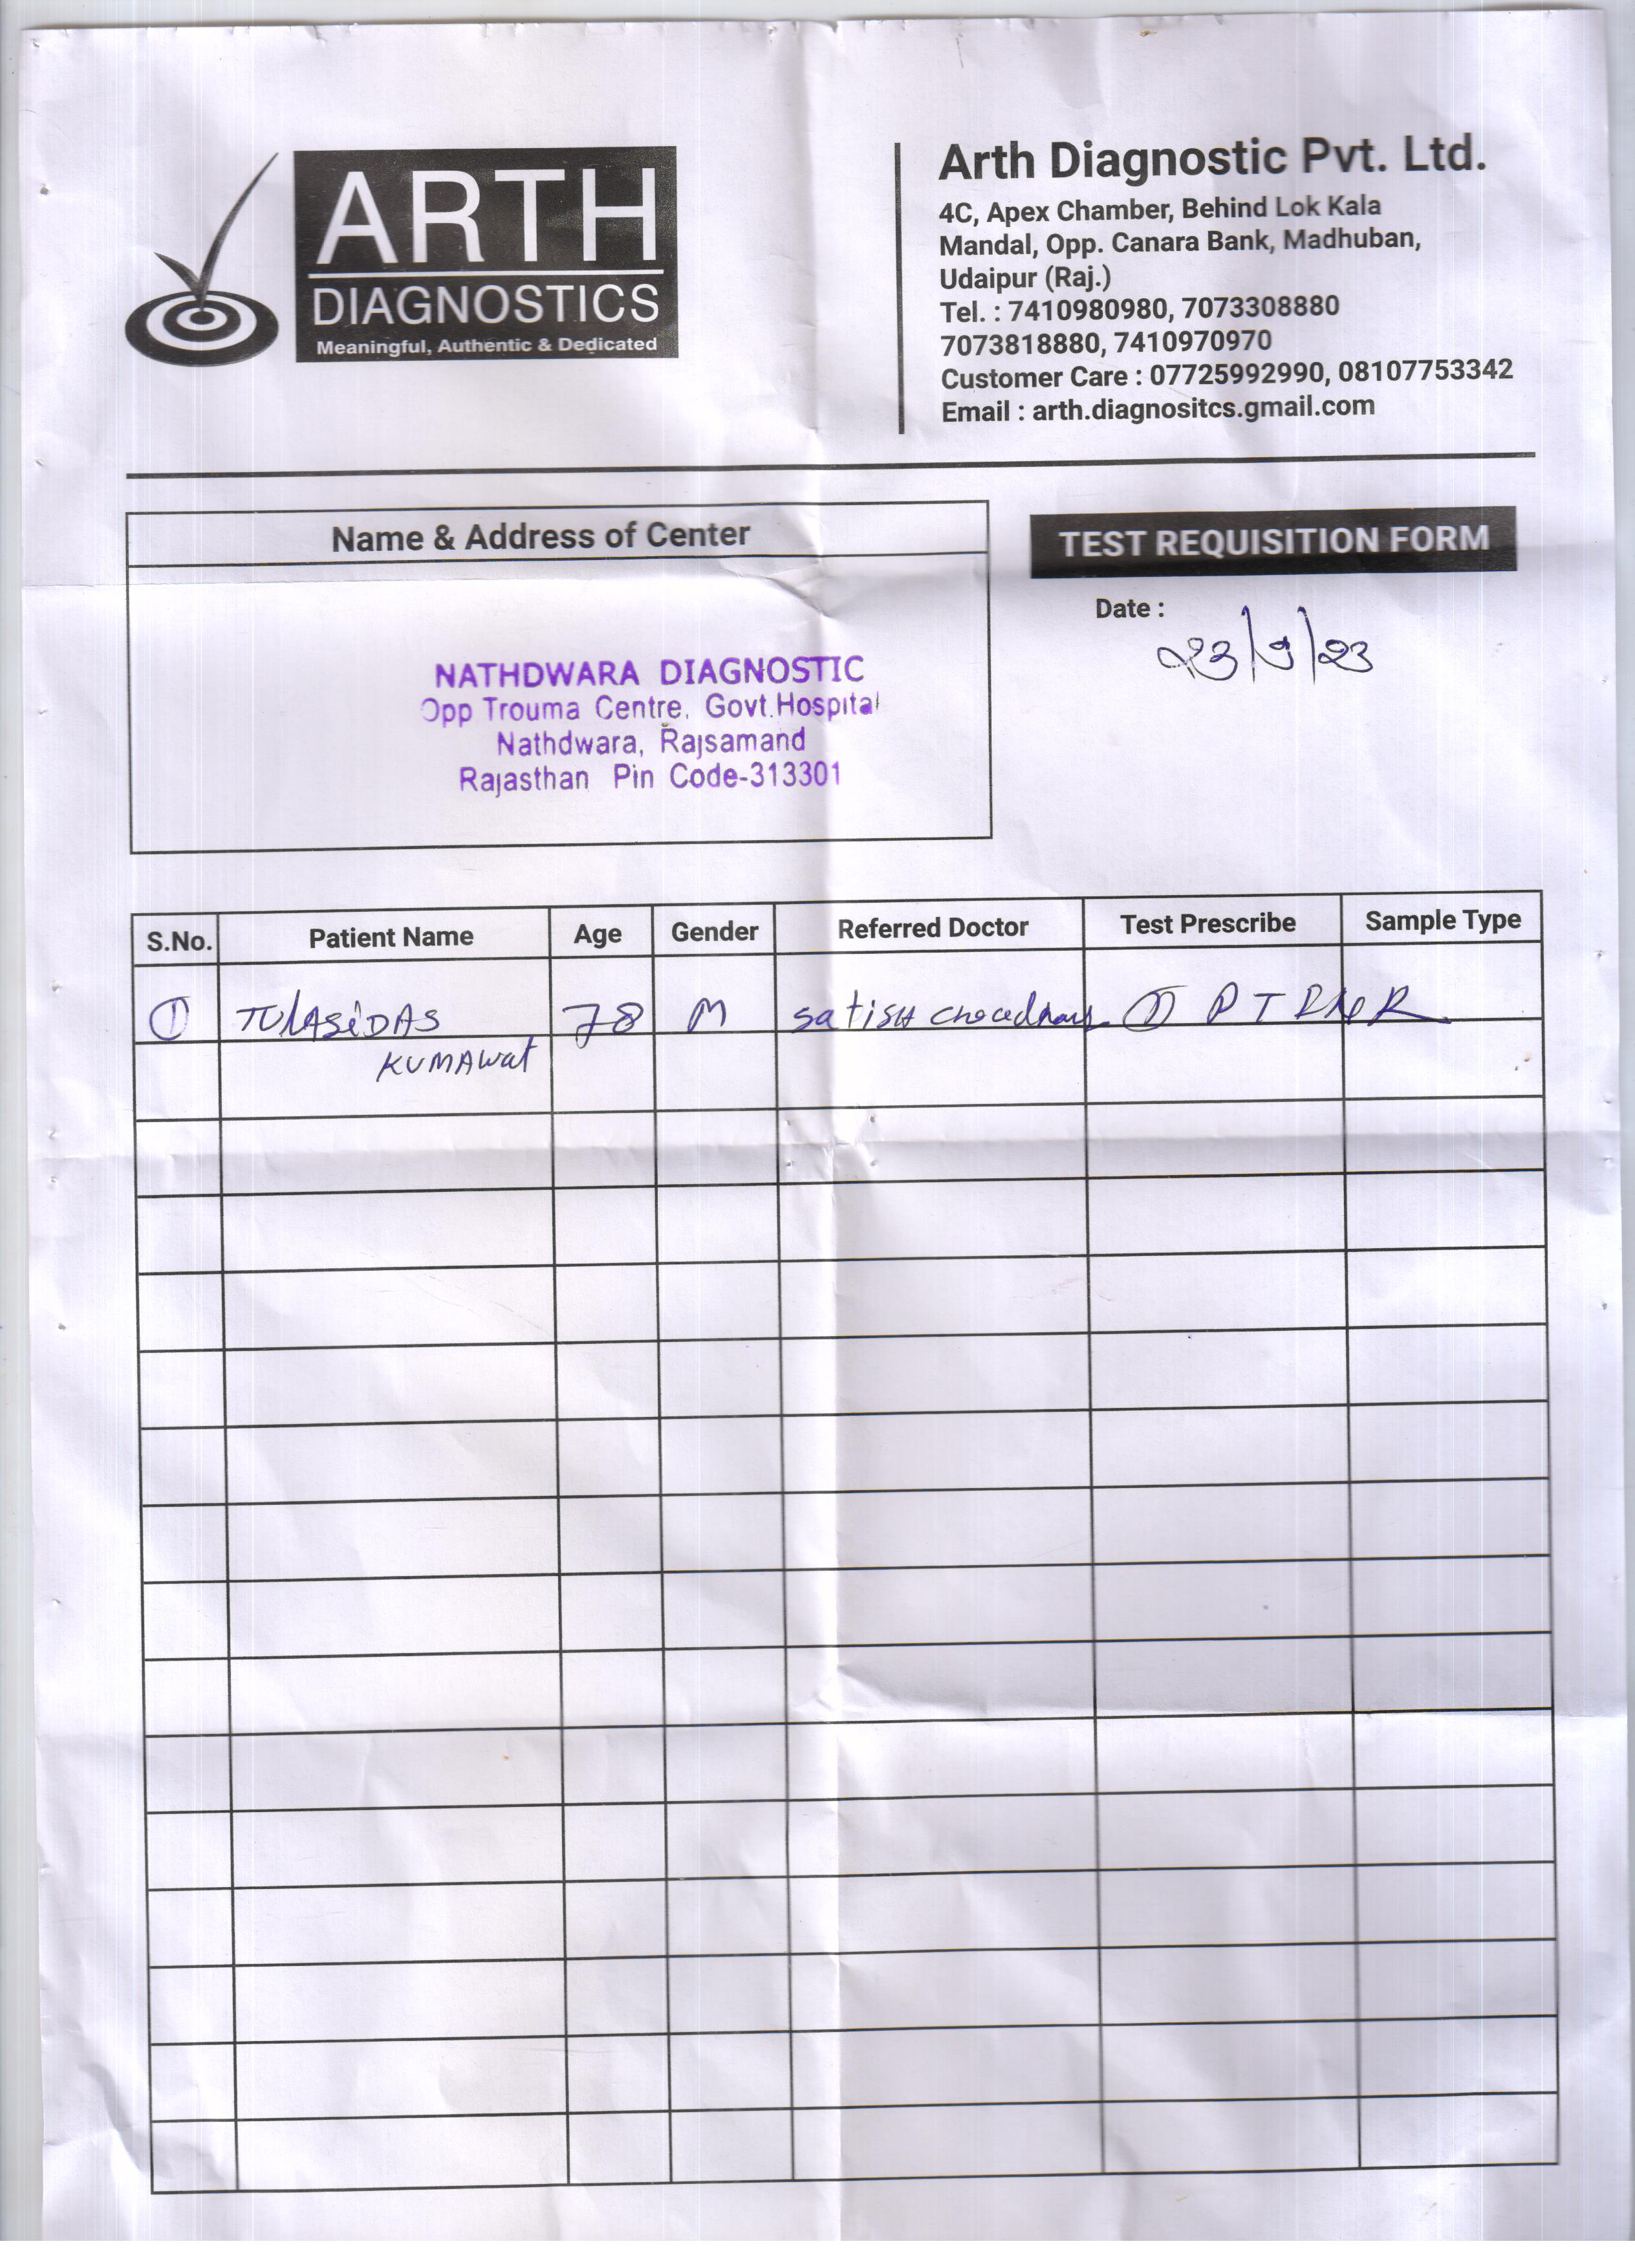 ARTH
DIAGNOSTICS
Meaningful, Authentic & Dedicated
Arth Diagnostic Pvt. Ltd.
4C, Apex Chamber, Behind Lok Kala
Mandal, Opp. Canara Bank, Madhuban,
Udaipur (Raj.)
Tel. : 7410980980, 7073308880
7073818880, 7410970970
Customer Care : 07725992990, 08107753342
Email : arth.diagnositcs.gmail.com
Name & Address of Center
NATHDWARA DIAGNOSTIC
Opp Trouma Centre, Govt.Hospital
Nathdwara, Rajsamand
Rajasthan Pin Code-313301
TEST REQUISITION FORM
Date :
23/9/23
S.No. Patient Name Age Gender Referred Doctor Test Prescribe Sample Type
① TULASIDAS 78 M Satish Choudhary ① P T
KUMAWat